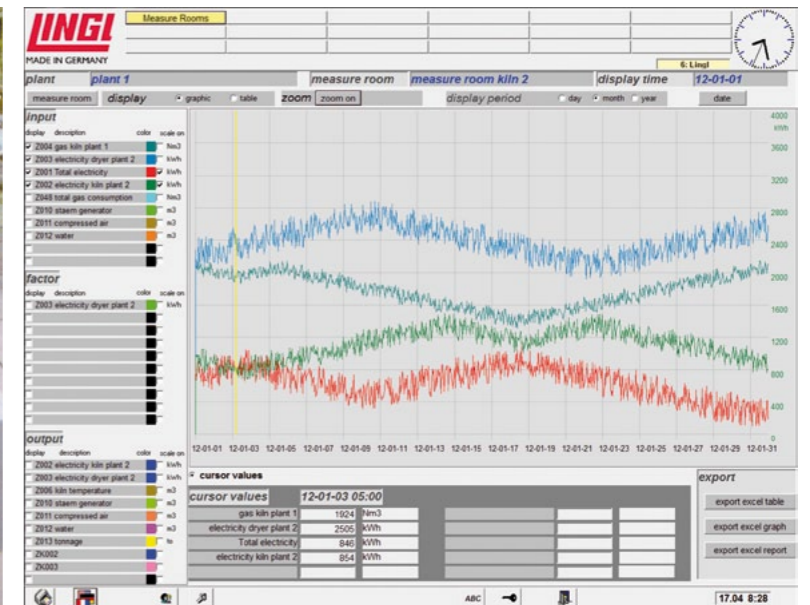 LINGL
MADE IN GERMANY
Measure Rooms
6: Lingl
plant plant 1 measure room measure room kiln 2 display time 12-01-01
measure room display graphic table zoom zoom on display period day month year date
input
display description color scale on
Z004 gas kiln plant 1 Nm3
Z003 electricity dryer plant 2 kWh
Z001 Total electricity kWh
Z002 electricity kiln plant 2 kWh
Z048 total gas consumption Nm3
Z010 staem generator m3
Z011 compressed air m3
Z012 water m3
factor
display description color scale on
Z003 electricity dryer plant 2 kWh
output
display description color scale on
Z002 electricity kiln plant 2 kWh
Z003 electricity dryer plant 2 kWh
Z006 kiln temperature m3
Z010 staem generator m3
Z011 compressed air m3
Z012 water m3
Z013 tonnage to
ZK002
ZK003
4000
kWh
3600
3200
2800
2400
2000
1600
1200
800
400
0
12-01-01 12-01-03 12-01-05 12-01-07 12-01-09 12-01-11 12-01-13 12-01-15 12-01-17 12-01-19 12-01-21 12-01-23 12-01-25 12-01-27 12-01-29 12-01-31
cursor values
cursor values 12-01-03 05:00
gas kiln plant 1 1924 Nm3
electricity dryer plant 2 2505 kWh
Total electricity 846 kWh
electricity kiln plant 2 854 kWh
export
export excel table
export excel graph
export excel report
ABC
17.04 8:28